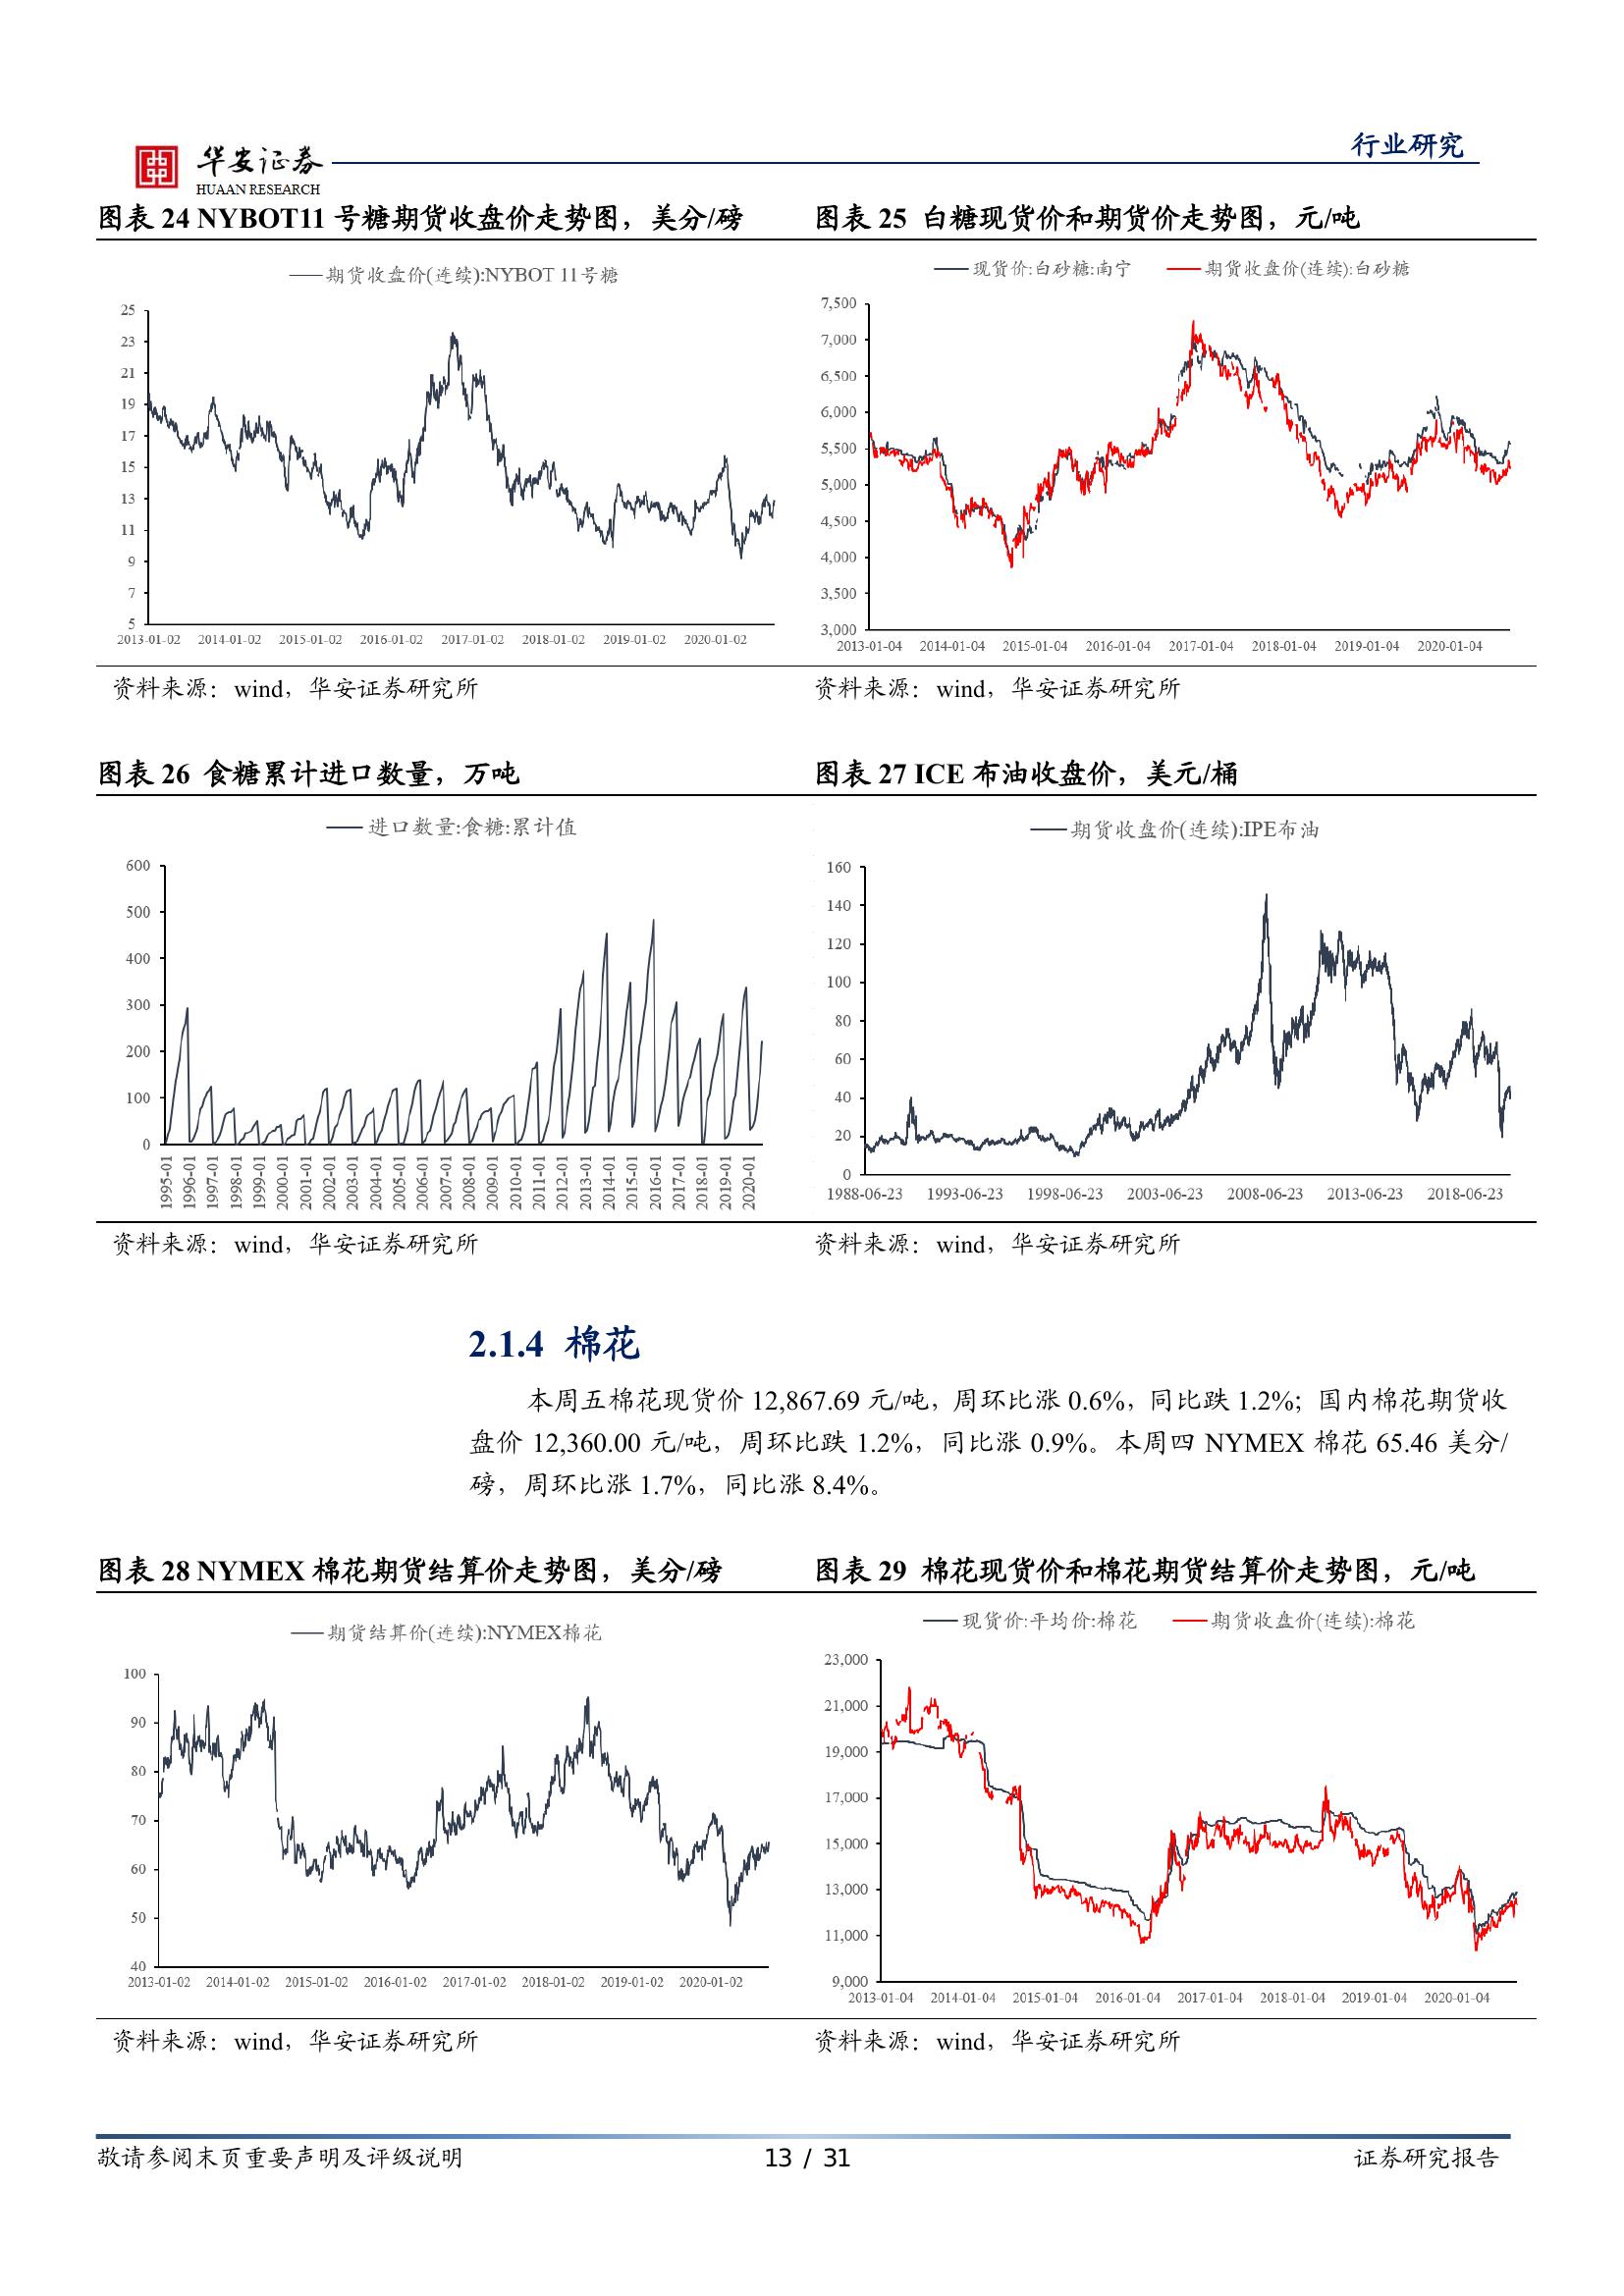 行业研究
华安证券
HUAAN RESEARCH
图表 24 NYBOT11 号糖期货收盘价走势图，美分/磅
期货收盘价(连续):NYBOT 11号糖
25
23
21
19
17
15
13
11
9
7
5
2013-01-02 2014-01-02 2015-01-02 2016-01-02 2017-01-02 2018-01-02 2019-01-02 2020-01-02
资料来源：wind，华安证券研究所
图表 25 白糖现货价和期货价走势图，元/吨
现货价:白砂糖:南宁 期货收盘价(连续):白砂糖
7,500
7,000
6,500
6,000
5,500
5,000
4,500
4,000
3,500
3,000
2013-01-04 2014-01-04 2015-01-04 2016-01-04 2017-01-04 2018-01-04 2019-01-04 2020-01-04
资料来源：wind，华安证券研究所
图表 26 食糖累计进口数量，万吨
进口数量:食糖:累计值
600
500
400
300
200
100
0
1995-01 1996-01 1997-01 1998-01 1999-01 2000-01 2001-01 2002-01 2003-01 2004-01 2005-01 2006-01 2007-01 2008-01 2009-01 2010-01 2011-01 2012-01 2013-01 2014-01 2015-01 2016-01 2017-01 2018-01 2019-01 2020-01
资料来源：wind，华安证券研究所
图表 27 ICE 布油收盘价，美元/桶
期货收盘价(连续):IPE布油
160
140
120
100
80
60
40
20
0
1988-06-23 1993-06-23 1998-06-23 2003-06-23 2008-06-23 2013-06-23 2018-06-23
资料来源：wind，华安证券研究所
2.1.4 棉花
本周五棉花现货价 12,867.69 元/吨，周环比涨 0.6%，同比跌 1.2%；国内棉花期货收
盘价 12,360.00 元/吨，周环比跌 1.2%，同比涨 0.9%。本周四 NYMEX 棉花 65.46 美分/
磅，周环比涨 1.7%，同比涨 8.4%。
图表 28 NYMEX 棉花期货结算价走势图，美分/磅
期货结算价(连续):NYMEX棉花
100
90
80
70
60
50
40
2013-01-02 2014-01-02 2015-01-02 2016-01-02 2017-01-02 2018-01-02 2019-01-02 2020-01-02
资料来源：wind，华安证券研究所
图表 29 棉花现货价和棉花期货结算价走势图，元/吨
现货价:平均价:棉花 期货收盘价(连续):棉花
23,000
21,000
19,000
17,000
15,000
13,000
11,000
9,000
2013-01-04 2014-01-04 2015-01-04 2016-01-04 2017-01-04 2018-01-04 2019-01-04 2020-01-04
资料来源：wind，华安证券研究所
敬请参阅末页重要声明及评级说明 13 / 31 证券研究报告